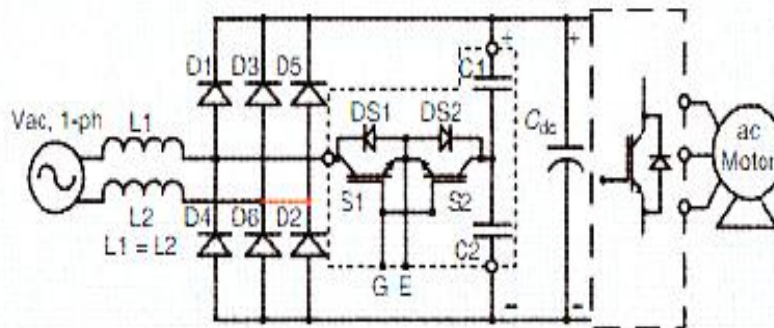 D1 D3 D5
Vac, 1-ph L1
DS1 DS2
C1
+ +
Cdc
ac
Motor
S1 S2
L2
L1 = L2
D4 D6 D2
C2
G E
- -